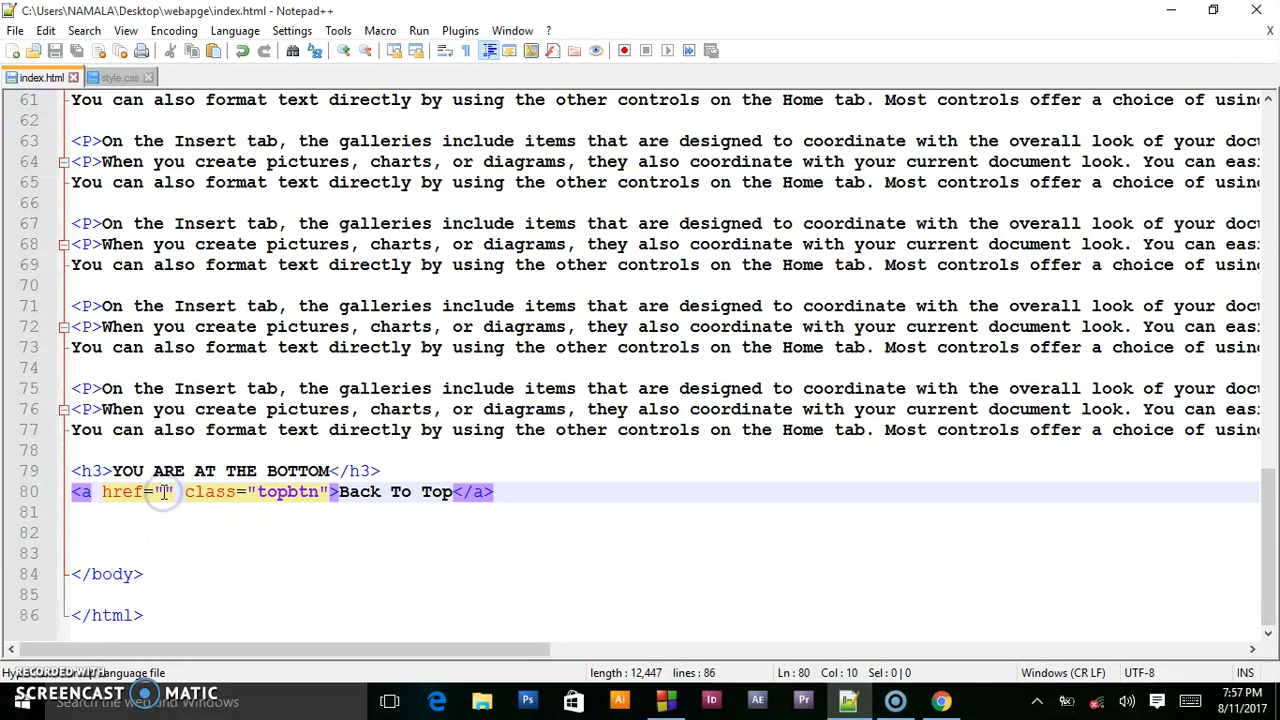 C:\Users\NAMALA\Desktop\webapge\index.html - Notepad++
File Edit Search View Encoding Language Settings Tools Macro Run Plugins Window ? X
index.html style.css
61 You can also format text directly by using the other controls on the Home tab. Most controls offer a choice of usin
62
63 <P>On the Insert tab, the galleries include items that are designed to coordinate with the overall look of your doc
64 <P>When you create pictures, charts, or diagrams, they also coordinate with your current document look. You can eas
65 You can also format text directly by using the other controls on the Home tab. Most controls offer a choice of usin
66
67 <P>On the Insert tab, the galleries include items that are designed to coordinate with the overall look of your doc
68 <P>When you create pictures, charts, or diagrams, they also coordinate with your current document look. You can eas
69 You can also format text directly by using the other controls on the Home tab. Most controls offer a choice of usin
70
71 <P>On the Insert tab, the galleries include items that are designed to coordinate with the overall look of your doc
72 <P>When you create pictures, charts, or diagrams, they also coordinate with your current document look. You can eas
73 You can also format text directly by using the other controls on the Home tab. Most controls offer a choice of usin
74
75 <P>On the Insert tab, the galleries include items that are designed to coordinate with the overall look of your doc
76 <P>When you create pictures, charts, or diagrams, they also coordinate with your current document look. You can eas
77 You can also format text directly by using the other controls on the Home tab. Most controls offer a choice of usin
78
79 <h3>YOU ARE AT THE BOTTOM</h3>
80 <a href="" class="topbtn">Back To Top</a>
81
82
83
84 </body>
85
86 </html>
RECORDED WITH language file length : 12,447 lines : 86 Ln : 80 Col : 10 Sel : 0 | 0 Windows (CR LF) UTF-8 INS
SCREENCAST MATIC
Search the web and Windows
Ps Ai Id AE Pr
7:57 PM
8/11/2017